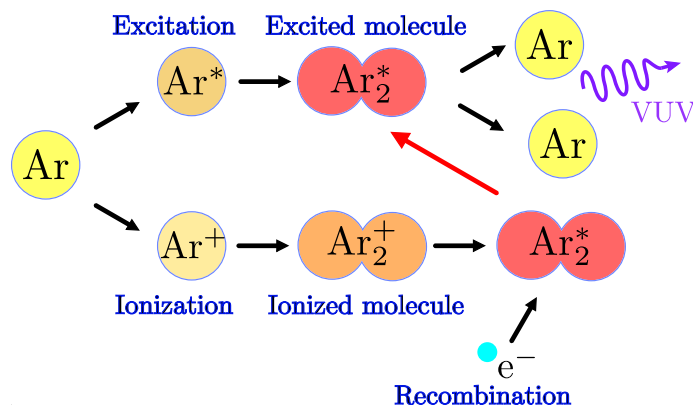 Excitation
Excited molecule
Ar
Ar*
Ar₂*
Ar
VUV
Ar
Ar⁺
Ar₂⁺
Ar₂*
Ionization
Ionized molecule
e⁻
Recombination